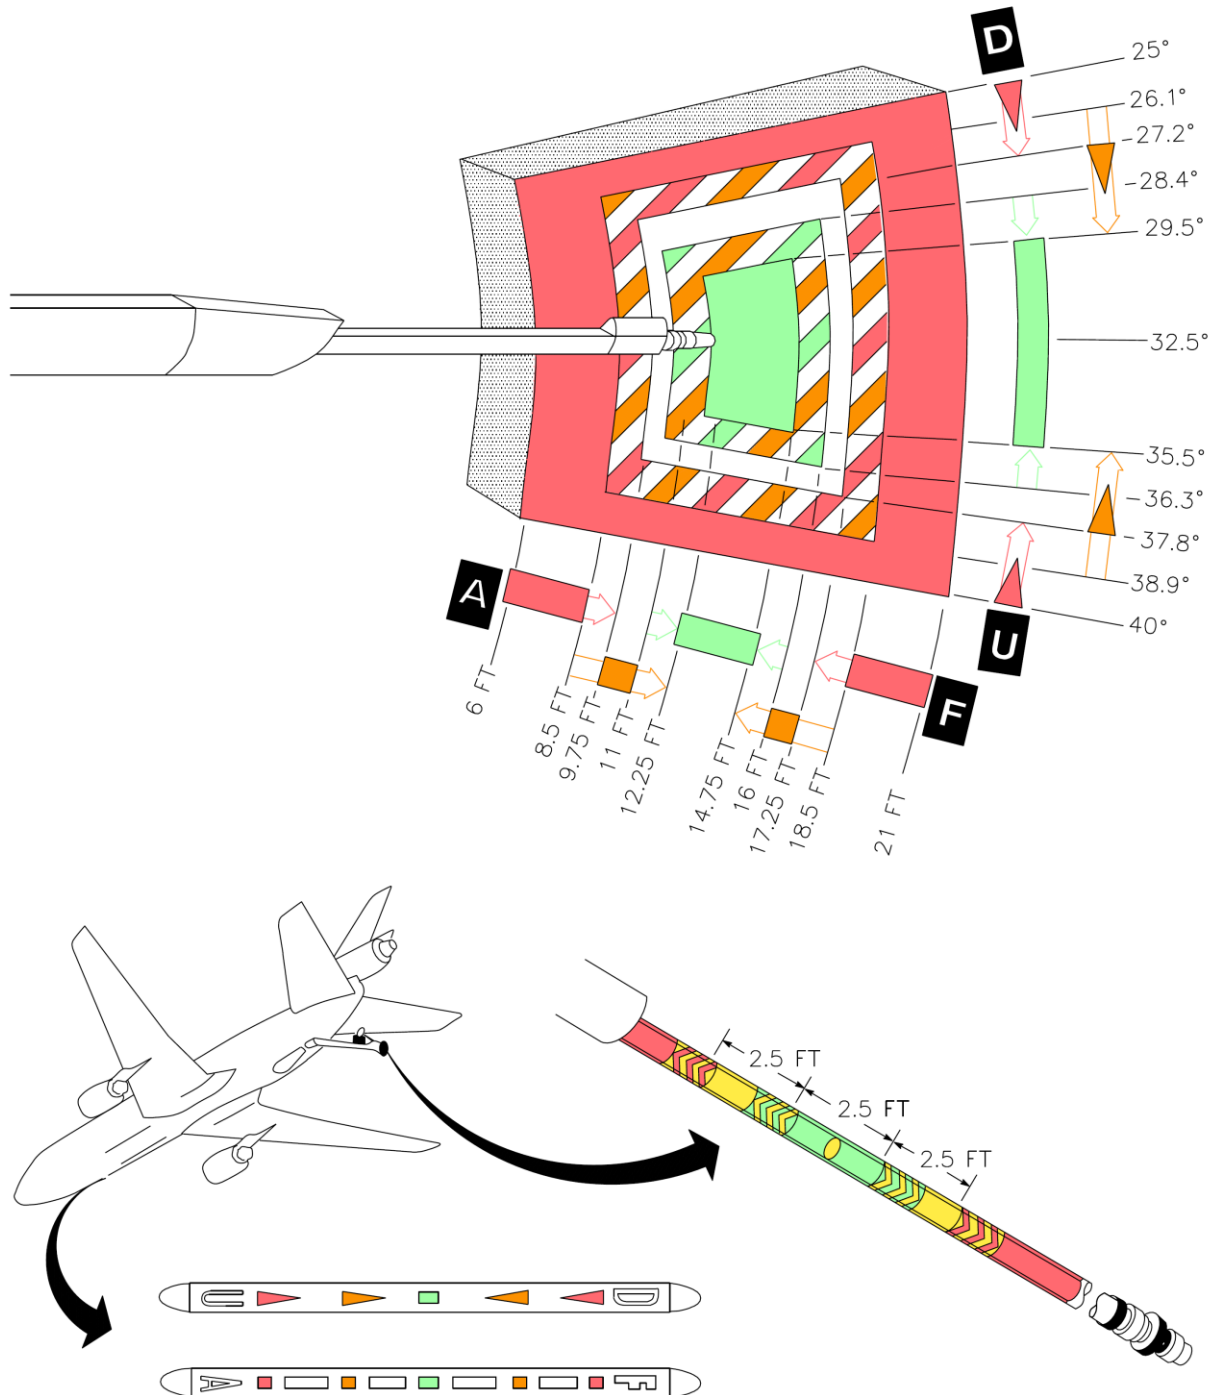 D
25°
26.1°
27.2°
28.4°
29.5°
32.5°
35.5°
36.3°
37.8°
38.9°
40°
U
A
F
6 FT
8.5 FT
9.75 FT
11 FT
12.25 FT
14.75 FT
16 FT
17.25 FT
18.5 FT
21 FT
2.5 FT
2.5 FT
2.5 FT
U D
A F